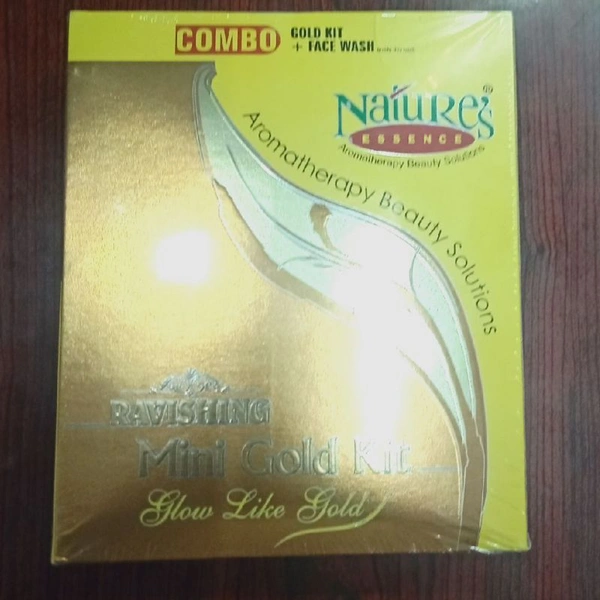 COMBO
GOLD KIT
+ FACE WASH
Nature's
ESSENCE
Aromatherapy Beauty Solutions
Aromatherapy Beauty Solutions
RAVISHING
Mini Gold Kit
Glow Like Gold